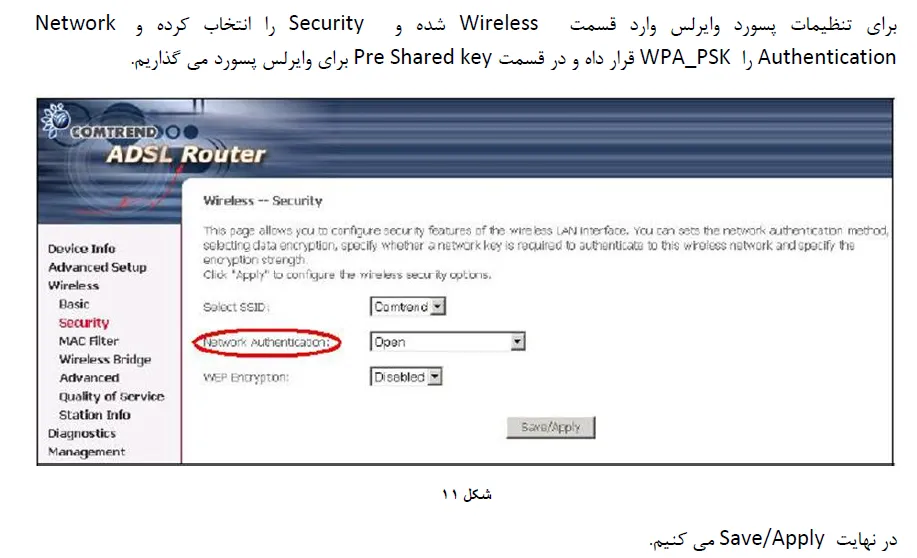 برای تنظیمات پسورد وایرلس وارد قسمت Wireless شده و Security را انتخاب کرده و Network
Authentication را WPA_PSK قرار داه و در قسمت Pre Shared key برای وایرلس پسورد می گذاریم.
COMTREND
ADSL Router
Wireless -- Security
This page allows you to configure security features of the wireless LAN interface. You can sets the network authentication method,
selecting data encryption, specify whether a network key is required to authenticate to this wireless network and specify the
encryption strength.
Click "Apply" to configure the wireless security options.
Device Info
Advanced Setup
Wireless
Basic
Security
MAC Filter
Wireless Bridge
Advanced
Quality of Service
Station Info
Diagnostics
Management
Select SSID: Comtrend
Network Authentication: Open
WEP Encryption: Disabled
Save/Apply
شکل ۱۱
در نهایت Save/Apply می کنیم.